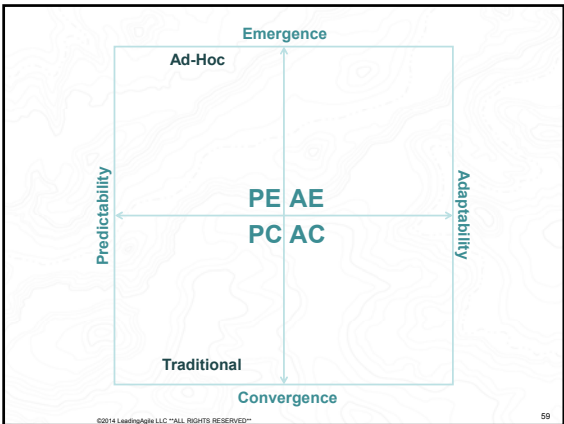 Emergence
Ad-Hoc
Predictability
PE AE
PC AC
Adaptability
Traditional
Convergence
©2014 LeadingAgile LLC **ALL RIGHTS RESERVED**
59